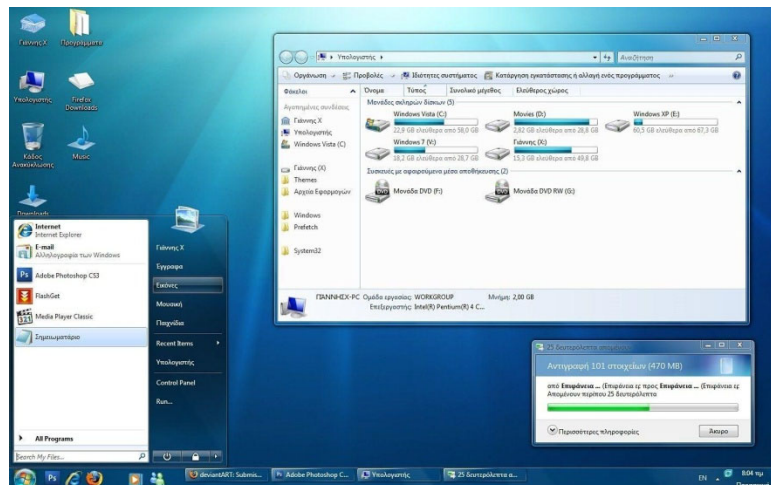 Γιάννης Χ
Προγράμματα
Υπολογιστής
Firefox Downloads
Κάδος Ανακύκλωσης
Music
Downloads
Υπολογιστής
Αναζήτηση
Οργάνωση
Προβολές
Ιδιότητες συστήματος
Κατάργηση εγκατάστασης ή αλλαγή ενός προγράμματος
Φάκελοι
Όνομα
Τύπος
Συνολικό μέγεθος
Ελεύθερος χώρος
Αγαπημένες συνδέσεις
Γιάννης Χ
Υπολογιστής
Windows Vista (C)
Γιάννης (X)
Themes
Αρχεία Εφαρμογών
Windows
Prefetch
System32
Μονάδες σκληρών δίσκων (5)
Windows Vista (C:)
22,9 GB ελεύθερα από 58,0 GB
Movies (D:)
2,82 GB ελεύθερα από 28,8 GB
Windows XP (E:)
60,5 GB ελεύθερα από 67,3 GB
Windows 7 (V:)
18,2 GB ελεύθερα από 28,7 GB
Γιάννης (X:)
15,3 GB ελεύθερα από 49,8 GB
Συσκευές με αφαιρούμενα μέσα αποθήκευσης (2)
Μονάδα DVD (F:)
Μονάδα DVD RW (G:)
ΓΙΑΝΝΗΣΧ-PC
Ομάδα εργασίας: WORKGROUP
Μνήμη: 2,00 GB
Επεξεργαστής: Intel(R) Pentium(R) 4 C...
Internet
Internet Explorer
E-mail
Αλληλογραφία των Windows
Adobe Photoshop CS3
FlashGet
Media Player Classic
Σημειωματάριο
All Programs
Search My Files...
Γιάννης Χ
Έγγραφα
Εικόνες
Μουσική
Παιχνίδια
Recent Items
Υπολογιστής
Control Panel
Run...
25 δευτερόλεπτα απομένουν
Αντιγραφή 101 στοιχείων (470 MB)
από Επιφάνεια ... (Επιφάνεια ες προς Επιφάνεια ... (Επιφάνεια ες
Απομένουν περίπου 25 δευτερόλεπτα
Περισσότερες πληροφορίες
Άκυρο
deviantART: Submis...
Adobe Photoshop C...
Υπολογιστής
25 δευτερόλεπτα α...
EN
8:04 πμ